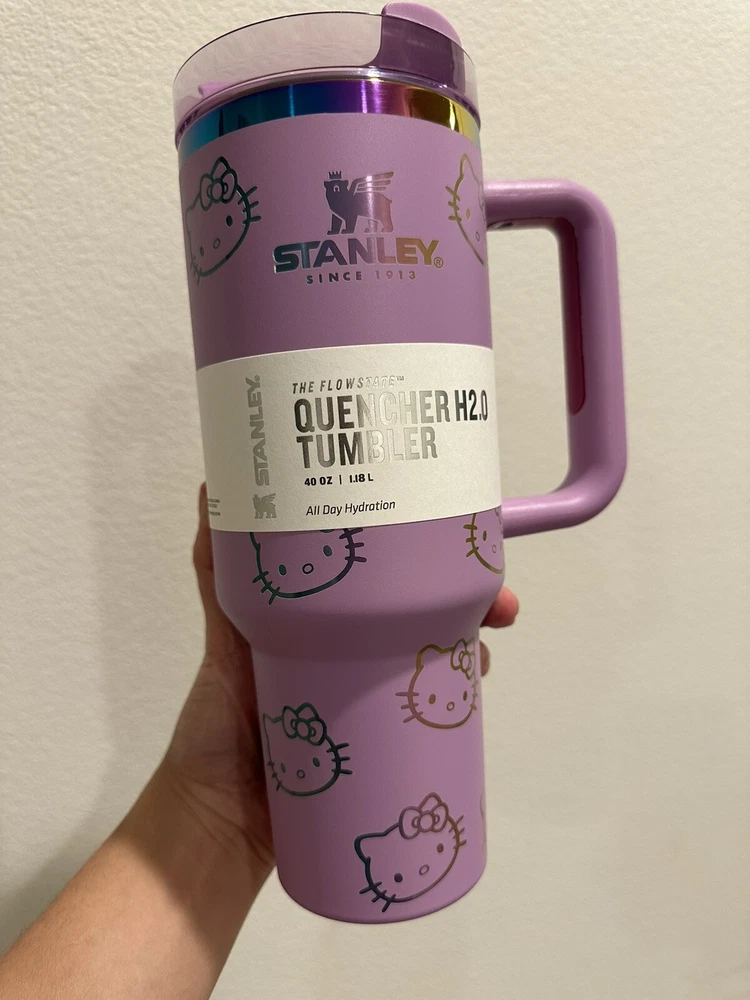 STANLEY®
SINCE 1913
THE FLOWSTATE™
QUENCHER H2.0
TUMBLER
40 OZ | 1.18 L
All Day Hydration
STANLEY®